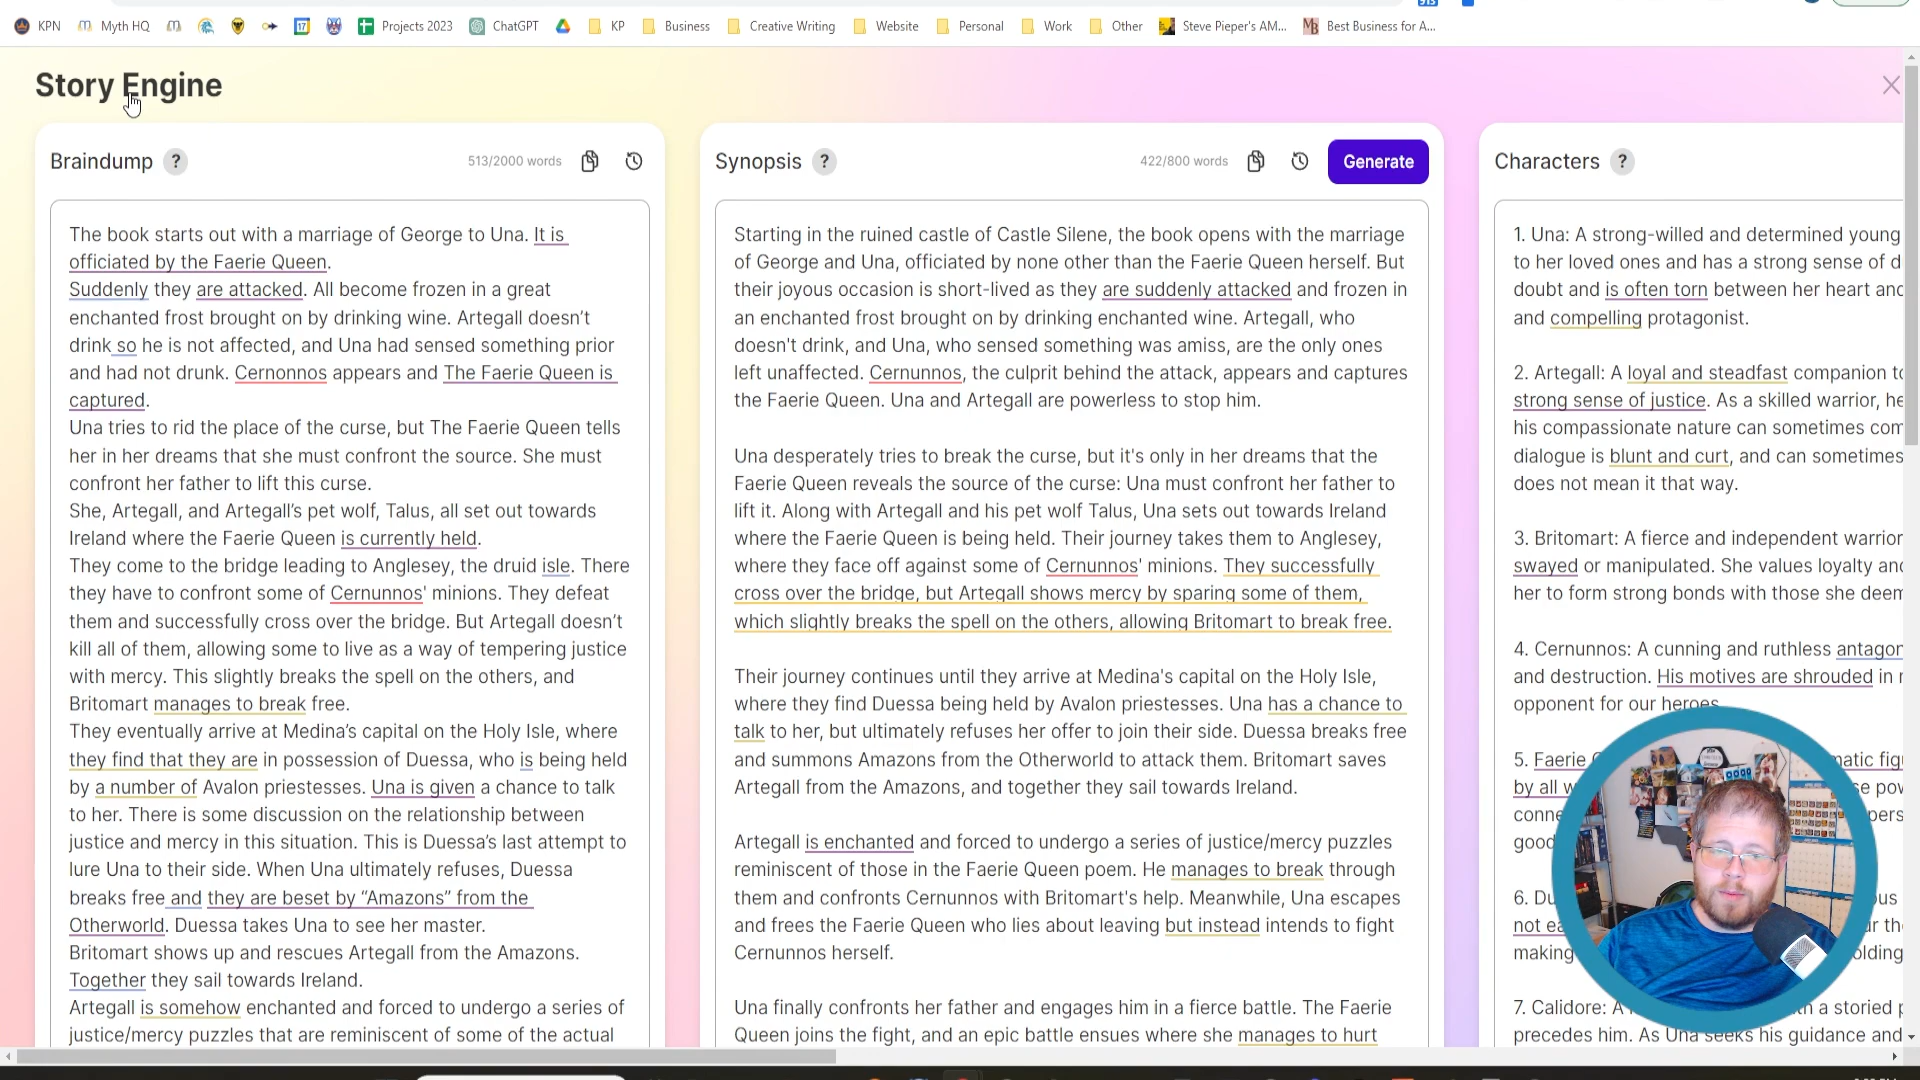 KPN Myth HQ Projects 2023 ChatGPT KP Business Creative Writing Website Personal Work Other Steve Pieper's AM... Best Business for A...
Story Engine
Braindump ? 513/2000 words
The book starts out with a marriage of George to Una. It is
officiated by the Faerie Queen.
Suddenly they are attacked. All become frozen in a great
enchanted frost brought on by drinking wine. Artegall doesn’t
drink so he is not affected, and Una had sensed something prior
and had not drunk. Cernonnos appears and The Faerie Queen is
captured.
Una tries to rid the place of the curse, but The Faerie Queen tells
her in her dreams that she must confront the source. She must
confront her father to lift this curse.
She, Artegall, and Artegall’s pet wolf, Talus, all set out towards
Ireland where the Faerie Queen is currently held.
They come to the bridge leading to Anglesey, the druid isle. There
they have to confront some of Cernunnos' minions. They defeat
them and successfully cross over the bridge. But Artegall doesn’t
kill all of them, allowing some to live as a way of tempering justice
with mercy. This slightly breaks the spell on the others, and
Britomart manages to break free.
They eventually arrive at Medina’s capital on the Holy Isle, where
they find that they are in possession of Duessa, who is being held
by a number of Avalon priestesses. Una is given a chance to talk
to her. There is some discussion on the relationship between
justice and mercy in this situation. This is Duessa’s last attempt to
lure Una to their side. When Una ultimately refuses, Duessa
breaks free and they are beset by “Amazons” from the
Otherworld. Duessa takes Una to see her master.
Britomart shows up and rescues Artegall from the Amazons.
Together they sail towards Ireland.
Artegall is somehow enchanted and forced to undergo a series of
justice/mercy puzzles that are reminiscent of some of the actual
Synopsis ? 422/800 words Generate
Starting in the ruined castle of Castle Silene, the book opens with the marriage
of George and Una, officiated by none other than the Faerie Queen herself. But
their joyous occasion is short-lived as they are suddenly attacked and frozen in
an enchanted frost brought on by drinking enchanted wine. Artegall, who
doesn't drink, and Una, who sensed something was amiss, are the only ones
left unaffected. Cernunnos, the culprit behind the attack, appears and captures
the Faerie Queen. Una and Artegall are powerless to stop him.
Una desperately tries to break the curse, but it's only in her dreams that the
Faerie Queen reveals the source of the curse: Una must confront her father to
lift it. Along with Artegall and his pet wolf Talus, Una sets out towards Ireland
where the Faerie Queen is being held. Their journey takes them to Anglesey,
where they face off against some of Cernunnos' minions. They successfully
cross over the bridge, but Artegall shows mercy by sparing some of them,
which slightly breaks the spell on the others, allowing Britomart to break free.
Their journey continues until they arrive at Medina's capital on the Holy Isle,
where they find Duessa being held by Avalon priestesses. Una has a chance to
talk to her, but ultimately refuses her offer to join their side. Duessa breaks free
and summons Amazons from the Otherworld to attack them. Britomart saves
Artegall from the Amazons, and together they sail towards Ireland.
Artegall is enchanted and forced to undergo a series of justice/mercy puzzles
reminiscent of those in the Faerie Queen poem. He manages to break through
them and confronts Cernunnos with Britomart's help. Meanwhile, Una escapes
and frees the Faerie Queen who lies about leaving but instead intends to fight
Cernunnos herself.
Una finally confronts her father and engages him in a fierce battle. The Faerie
Queen joins the fight, and an epic battle ensues where she manages to hurt
Characters ?
1. Una: A strong-willed and determined young
to her loved ones and has a strong sense of d
doubt and is often torn between her heart and
and compelling protagonist.
2. Artegall: A loyal and steadfast companion to
strong sense of justice. As a skilled warrior, he
his compassionate nature can sometimes com
dialogue is blunt and curt, and can sometimes
does not mean it that way.
3. Britomart: A fierce and independent warrior
swayed or manipulated. She values loyalty and
her to form strong bonds with those she deem
4. Cernunnos: A cunning and ruthless antagon
and destruction. His motives are shrouded in
opponent for our heroes.
5. Faerie
by all
conne
good
6. Du
not ea
making
7. Calidore: A storied
precedes him. As Una seeks his guidance and